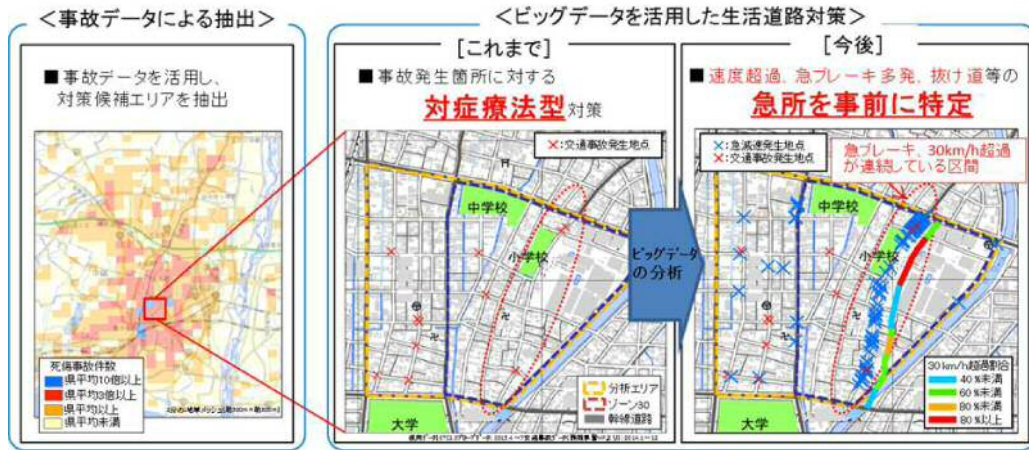 ＜事故データによる抽出＞
■ 事故データを活用し、
対策候補エリアを抽出
死傷事故件数
県平均10倍以上
県平均3倍以上
県平均以上
県平均未満
＜ビッグデータを活用した生活道路対策＞
[これまで]
■ 事故発生箇所に対する
対症療法型対策
×:交通事故発生地点
中学校
小学校
大学
分析エリア
ゾーン30
幹線道路
ビッグデータ
の分析
[今後]
■ 速度超過、急ブレーキ多発、抜け道等の
急所を事前に特定
×:急減速発生地点
×:交通事故発生地点
急ブレーキ、30km/h超過
が連続している区間
中学校
小学校
大学
30km/h超過割合
40%未満
60%未満
80%未満
80%以上